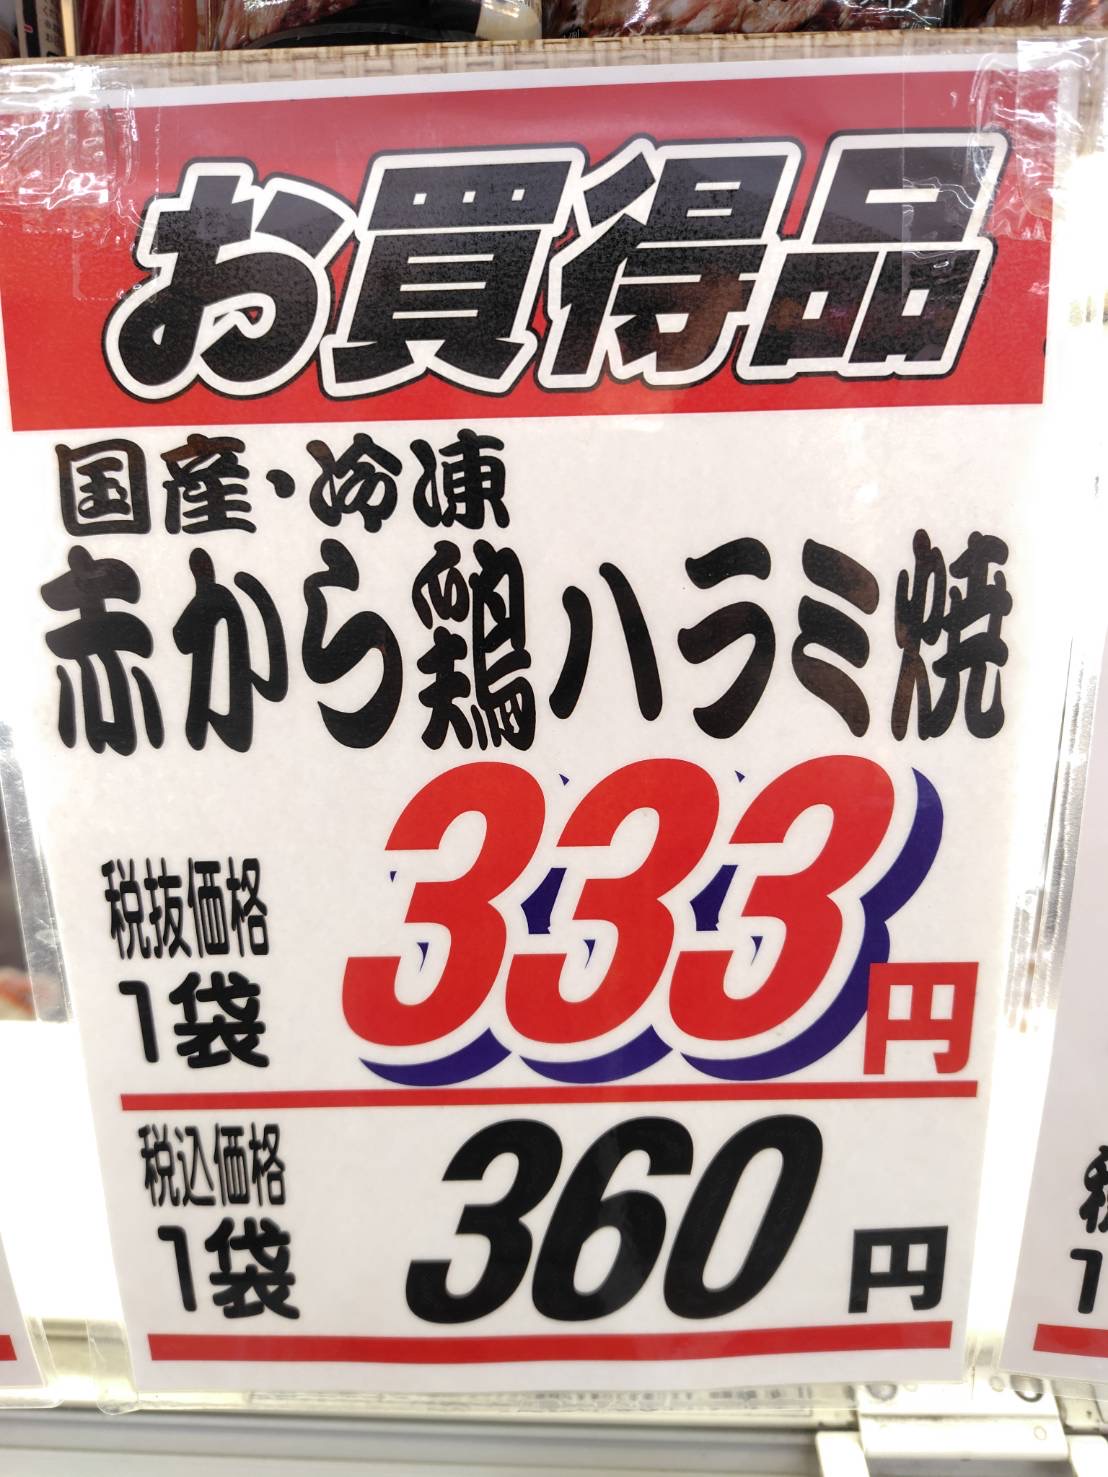 お買得品
国産・冷凍
赤から鶏ハラミ焼
税抜価格
1袋
333円
税込価格
1袋
360円